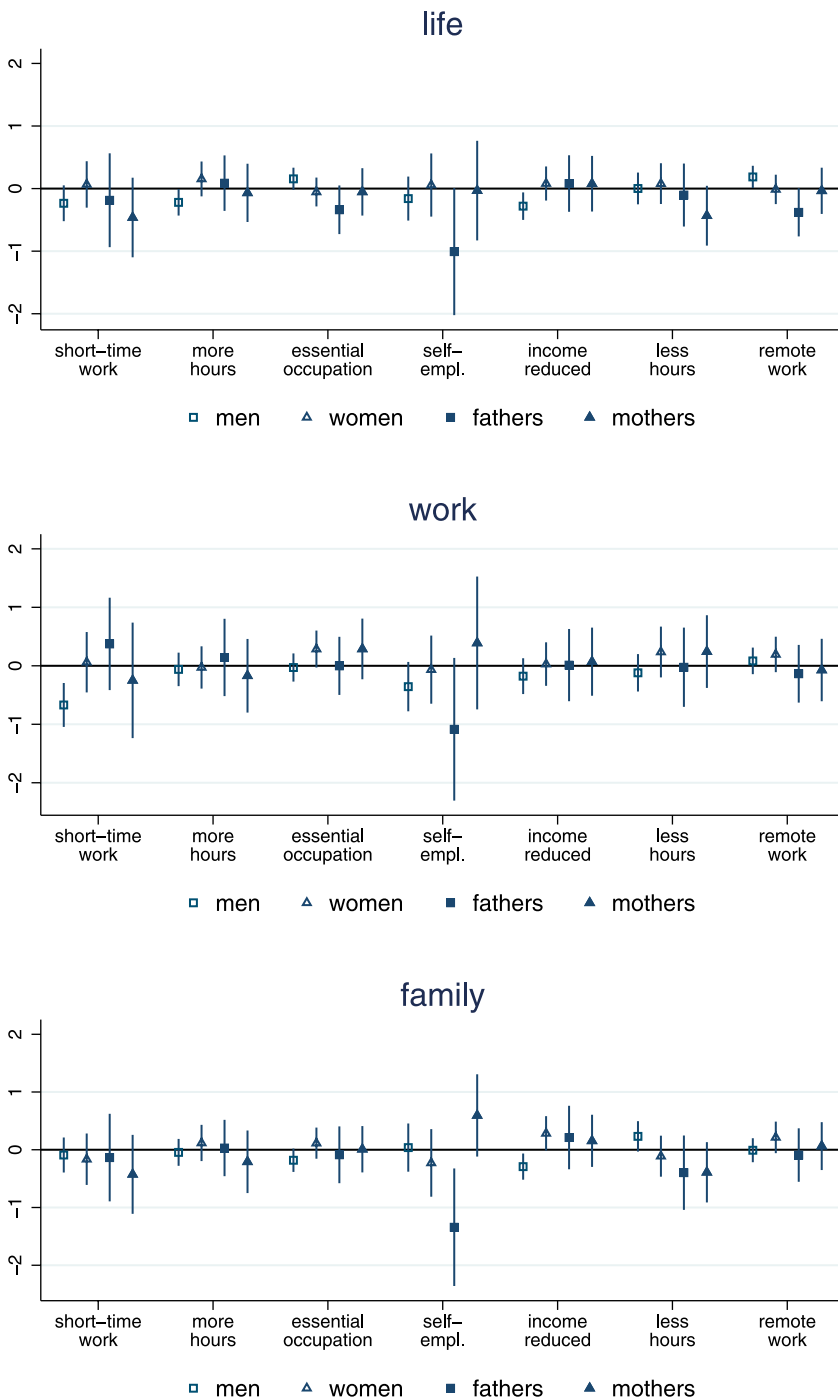 life
2
1
0
−1
−2
short−time work
more hours
essential occupation
self− empl.
income reduced
less hours
remote work
men women fathers mothers
work
2
1
0
−1
−2
short−time work
more hours
essential occupation
self− empl.
income reduced
less hours
remote work
men women fathers mothers
family
2
1
0
−1
−2
short−time work
more hours
essential occupation
self− empl.
income reduced
less hours
remote work
men women fathers mothers